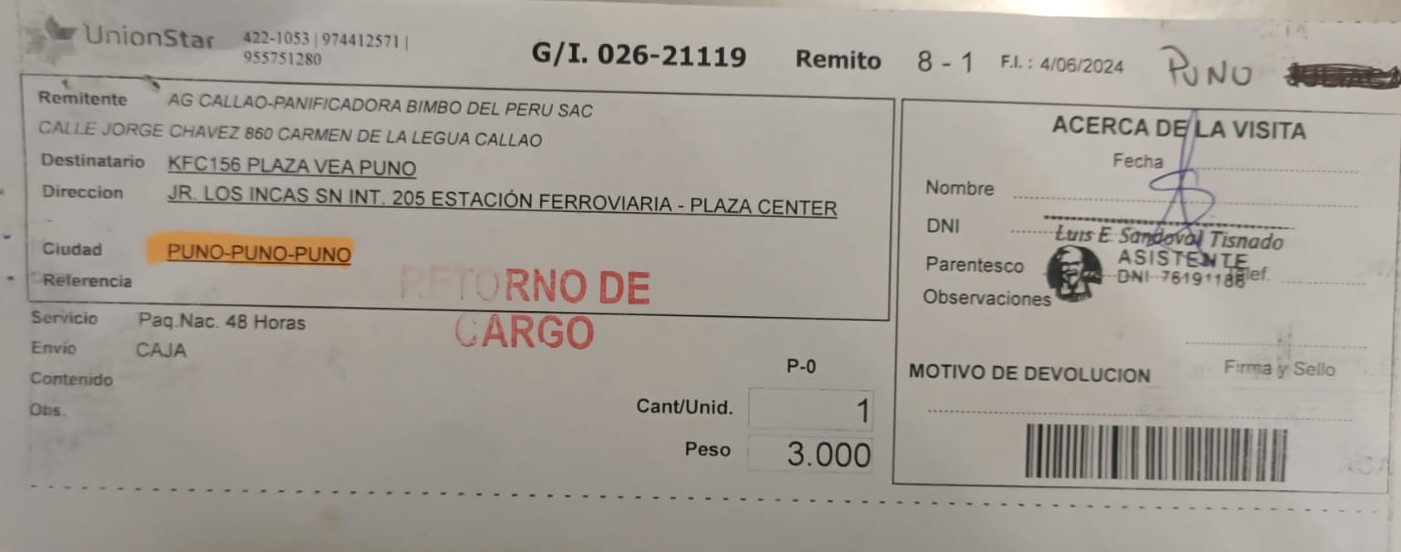 UnionStar
422-1053 | 974412571 |
955751280
G/I. 026-21119
Remito 8 - 1
F.I. : 4/06/2024
PUNO
Remitente AG CALLAO-PANIFICADORA BIMBO DEL PERU SAC
CALLE JORGE CHAVEZ 860 CARMEN DE LA LEGUA CALLAO
Destinatario KFC156 PLAZA VEA PUNO
Direccion JR. LOS INCAS SN INT. 205 ESTACIÓN FERROVIARIA - PLAZA CENTER
Ciudad PUNO-PUNO-PUNO
Referencia
RETORNO DE
CARGO
Servicio Paq.Nac. 48 Horas
Envio CAJA
Contenido
Obs.
P-0
Cant/Unid. 1
Peso 3.000
ACERCA DE LA VISITA
Fecha
Nombre
DNI
Luis E. Sandoval Tisnado
Parentesco
ASISTENTE
DNI 76191188
Telef.
Observaciones
Firma y Sello
MOTIVO DE DEVOLUCION